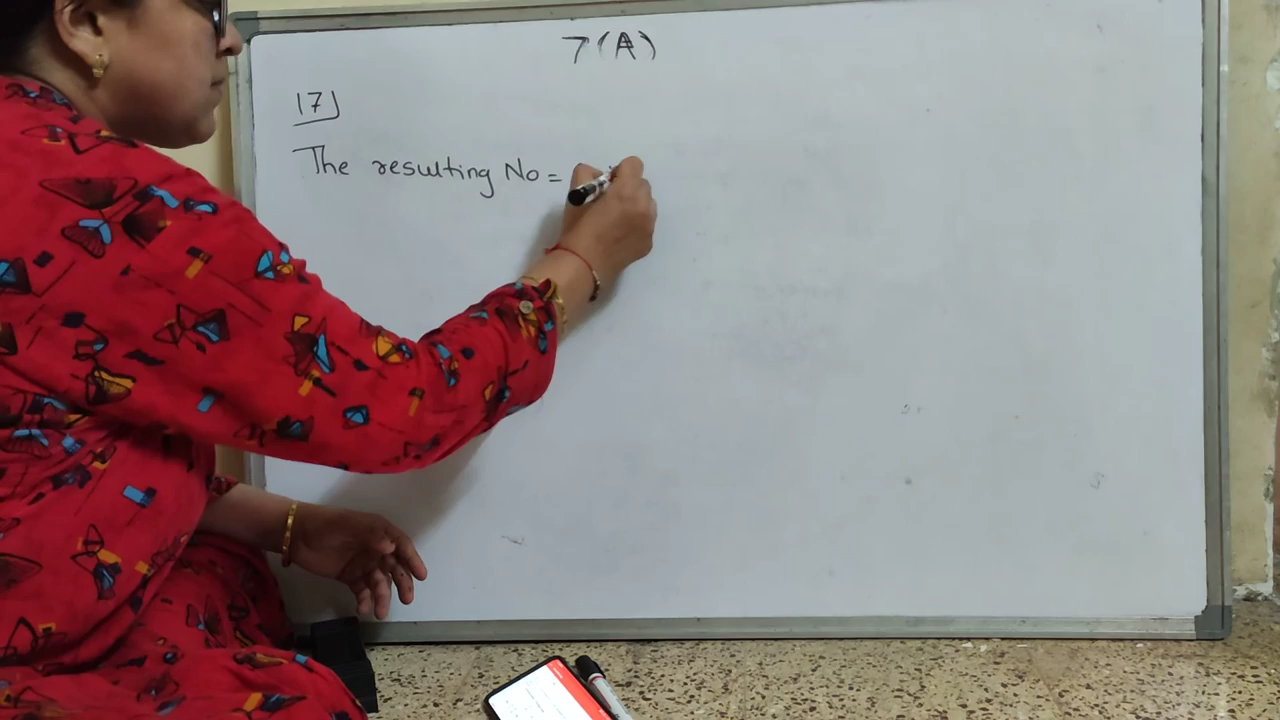 7(A)
17)
The resulting No =